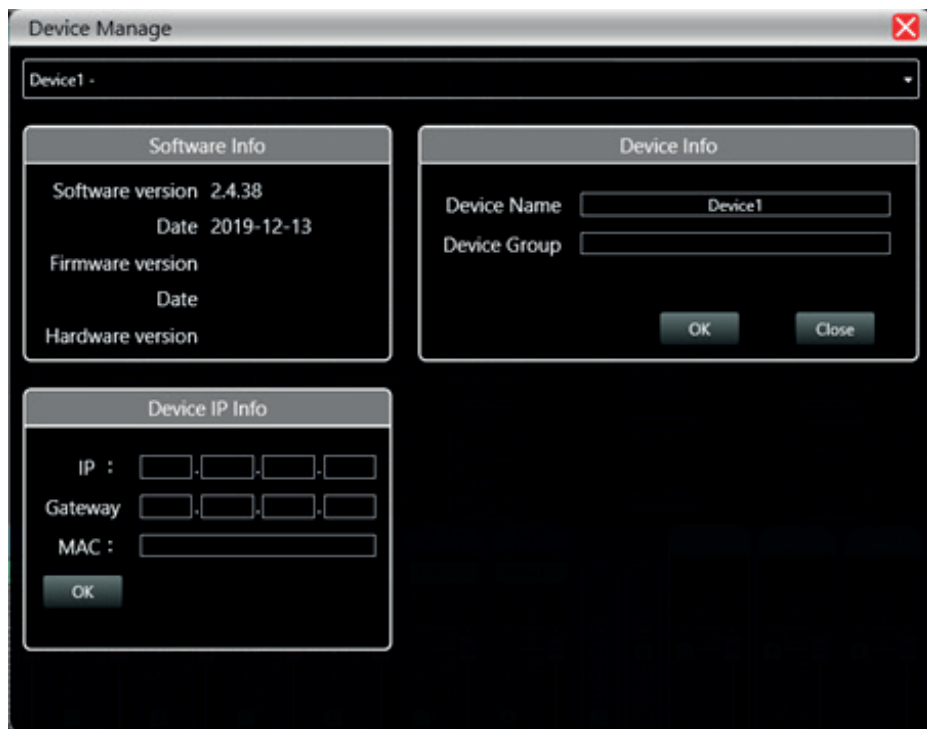 Device Manage
Device1 -
Software Info
Software version 2.4.38
Date 2019-12-13
Firmware version
Date
Hardware version
Device Info
Device Name Device1
Device Group
OK Close
Device IP Info
IP :
Gateway
MAC :
OK